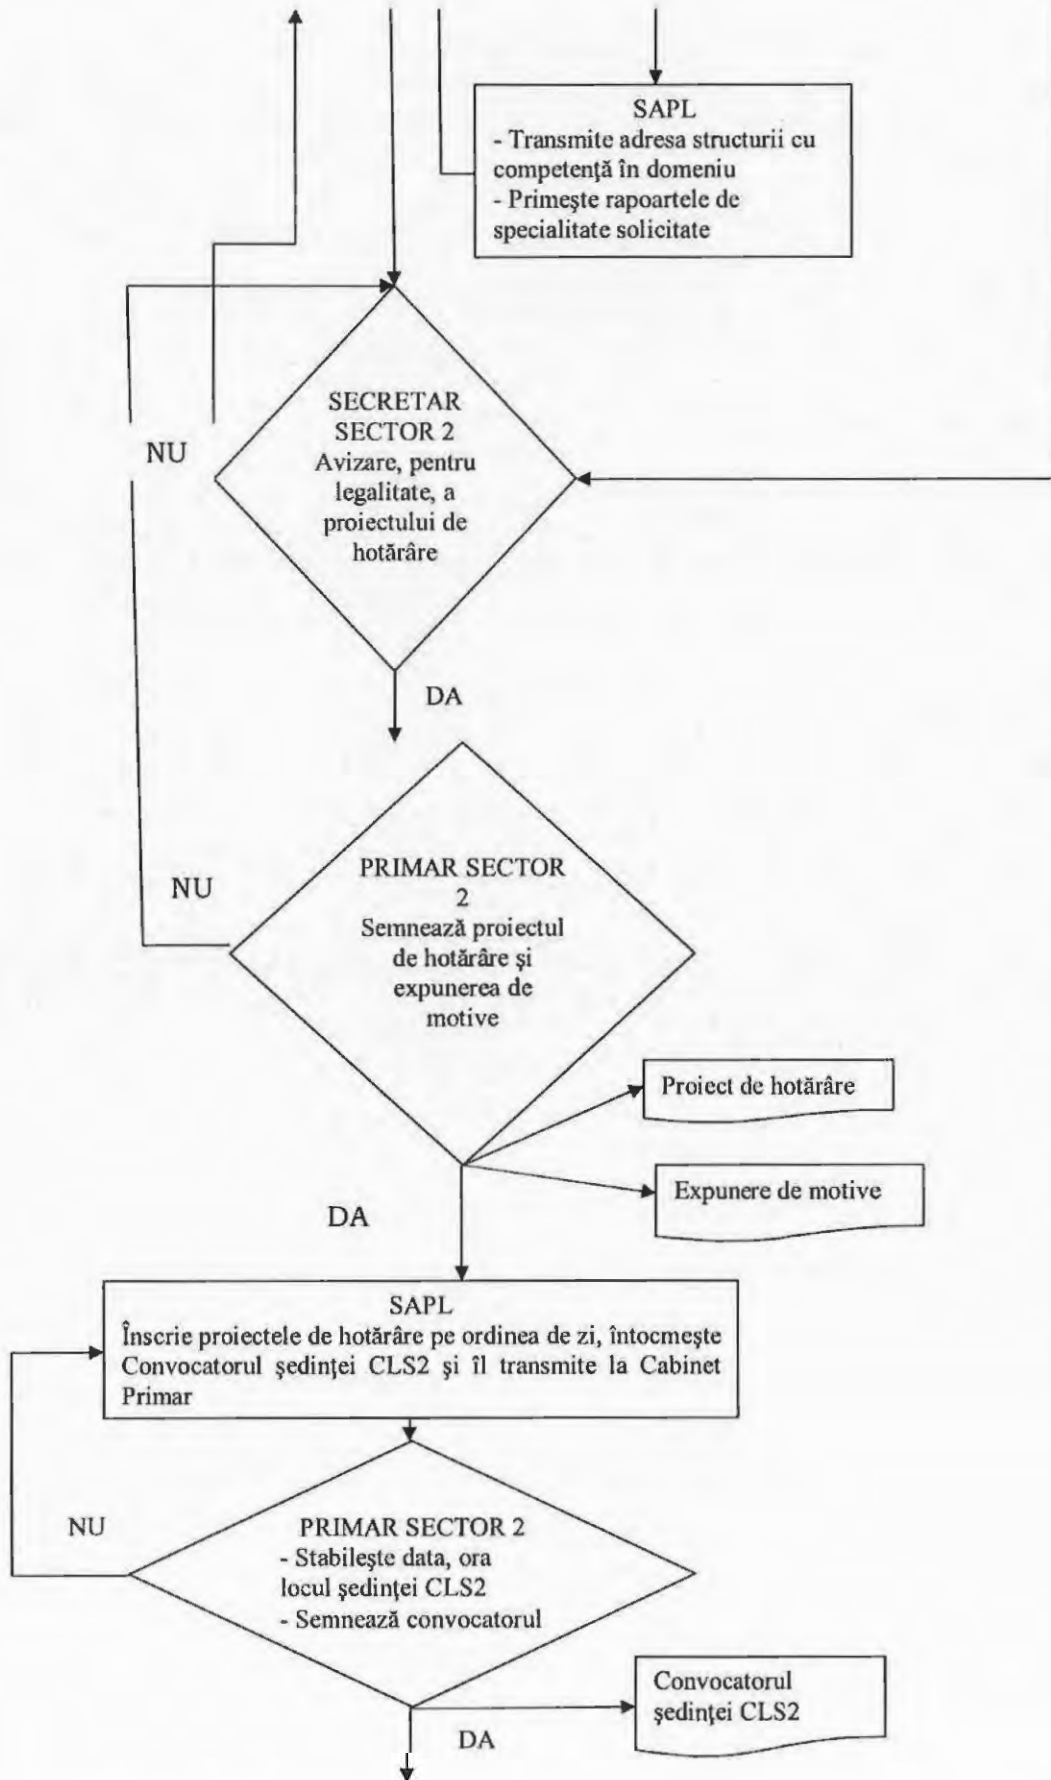 SAPL
- Transmite adresa structurii cu
competenţă în domeniu
- Primeşte rapoartele de
specialitate solicitate
SECRETAR
SECTOR 2
Avizare, pentru
legalitate, a
proiectului de
hotărâre
NU
DA
PRIMAR SECTOR
2
Semnează proiectul
de hotărâre şi
expunerea de
motive
NU
Proiect de hotărâre
Expunere de motive
DA
SAPL
Înscrie proiectele de hotărâre pe ordinea de zi, întocmeşte
Convocatorul şedinţei CLS2 şi îl transmite la Cabinet
Primar
NU
PRIMAR SECTOR 2
- Stabileşte data, ora
locul şedinţei CLS2
- Semnează convocatorul
Convocatorul
şedinţei CLS2
DA